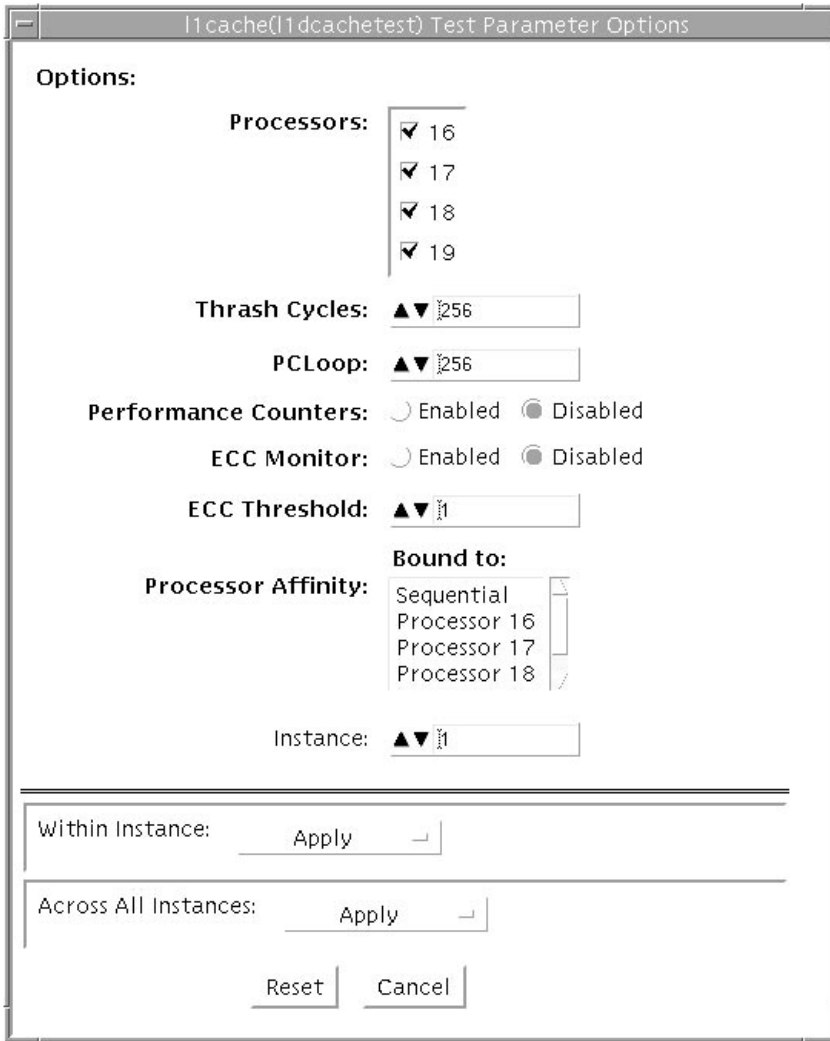 l1cache(l1dcachetest) Test Parameter Options
Options:
Processors:
16
17
18
19
Thrash Cycles: 256
PCLoop: 256
Performance Counters: Enabled Disabled
ECC Monitor: Enabled Disabled
ECC Threshold: 1
Bound to:
Processor Affinity:
Sequential
Processor 16
Processor 17
Processor 18
Instance: 1
Within Instance: Apply
Across All Instances: Apply
Reset Cancel